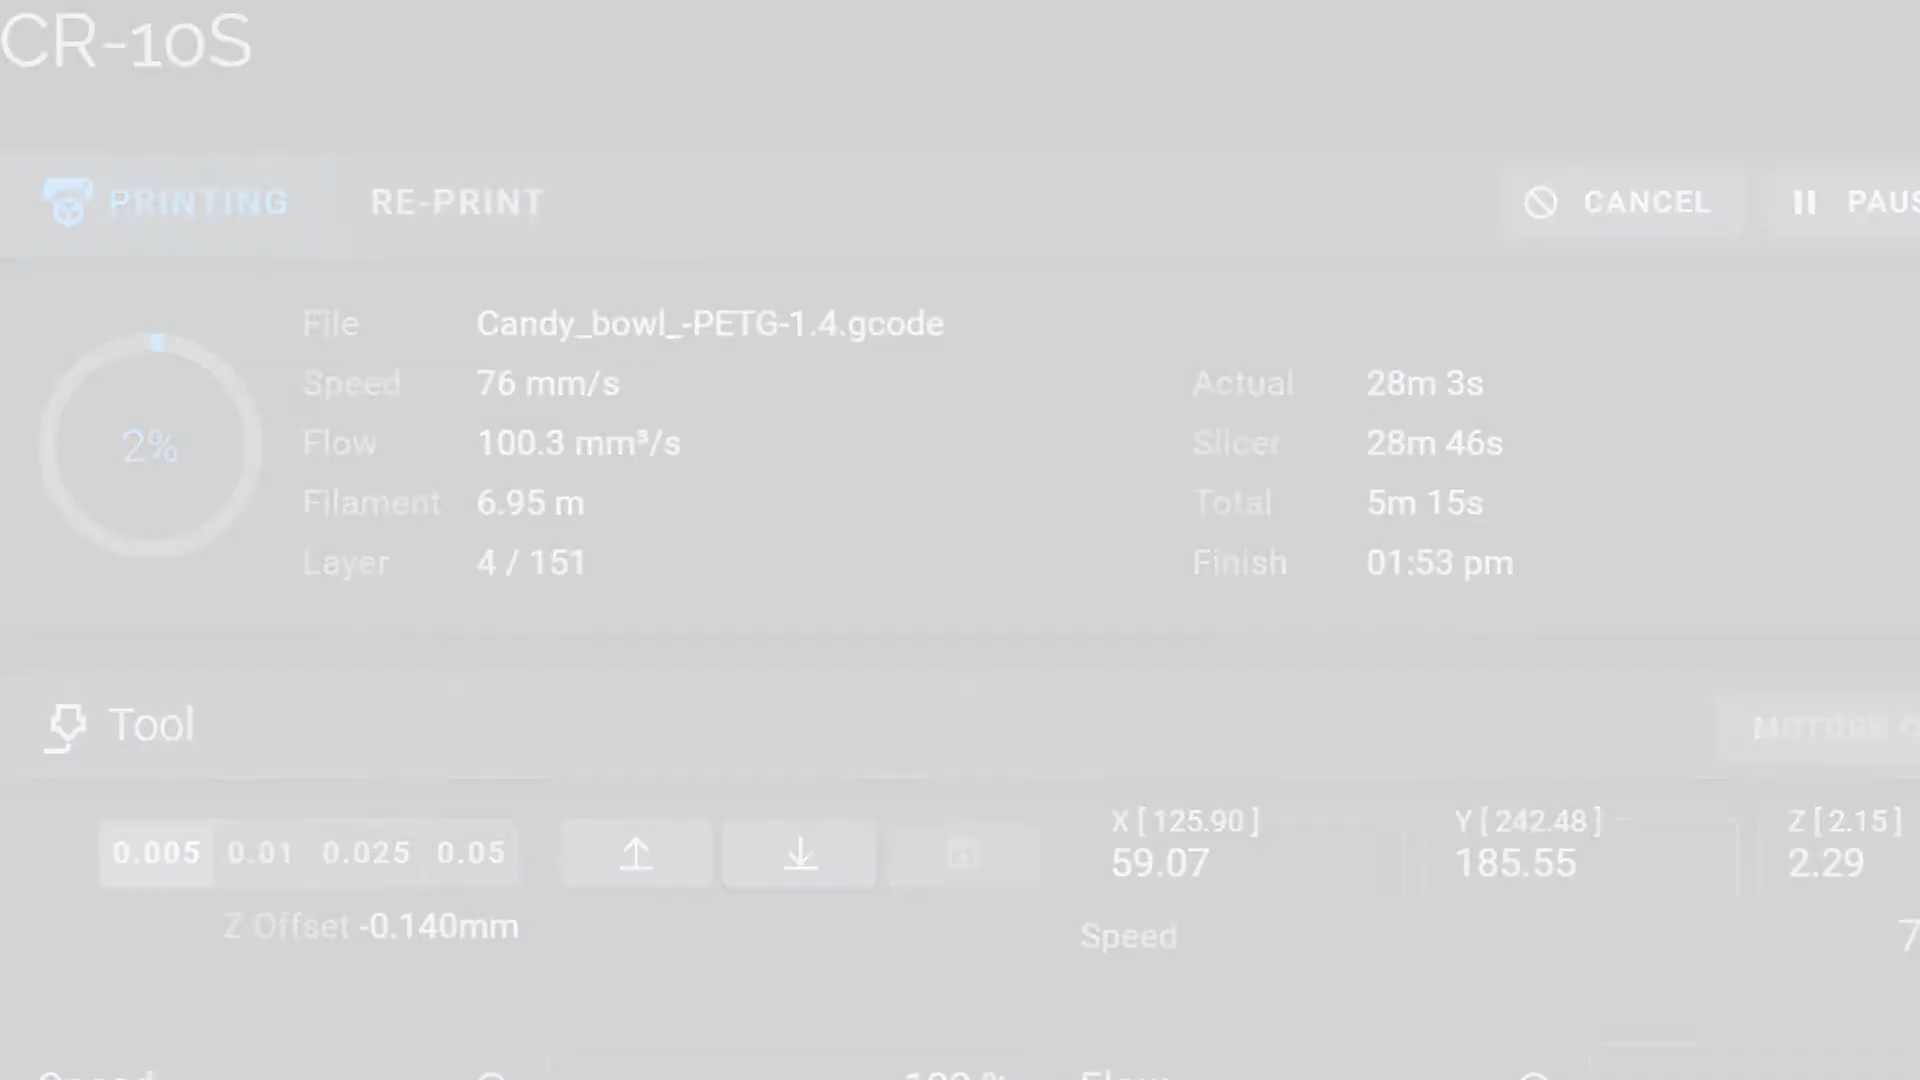 CR-10S
PRINTING RE-PRINT CANCEL PAUS
File Candy_bowl_-PETG-1.4.gcode
Speed 76 mm/s Actual 28m 3s
2% Flow 100.3 mm³/s Slicer 28m 46s
Filament 6.95 m Total 5m 15s
Layer 4 / 151 Finish 01:53 pm
Tool
X [ 125.90 ] Y [ 242.48 ] Z [ 2.15 ]
0.005 0.01 0.025 0.05 59.07 185.55 2.29
Z Offset -0.140mm Speed 7